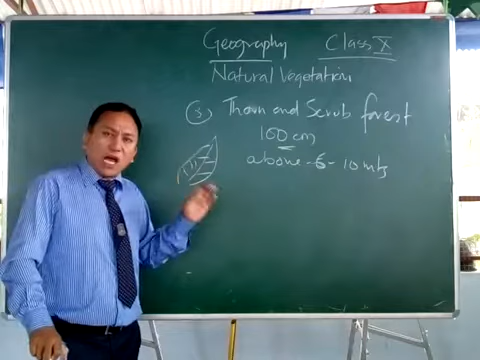 Geography Class X
Natural Vegetation
(3) Thorn and Scrub forest
100 cm
above - 6 - 10 mts